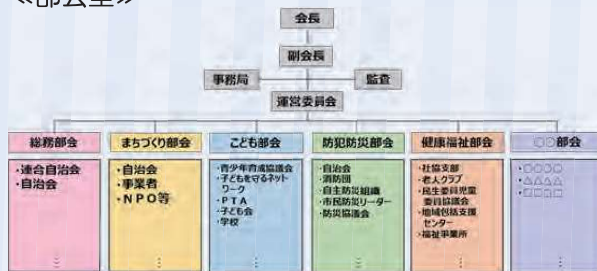 ≪部会型≫
会長
副会長
事務局
監査
運営委員会
総務部会
・連合自治会
・自治会
⋮
まちづくり部会
・自治会
・事業者
・NPO等
⋮
こども部会
・青少年育成協議会
・子どもを守るネット
ワーク
・PTA
・子ども会
・学校
⋮
防犯防災部会
・自治会
・消防団
・自主防災組織
・市民防災リーダー
・防災協議会
⋮
健康福祉部会
・社協支部
・老人クラブ
・民生委員児童
委員協議会
・地域包括支援
センター
・福祉事業所
⋮
○○部会
・○○○○
・△△△△
・□□□□
⋮